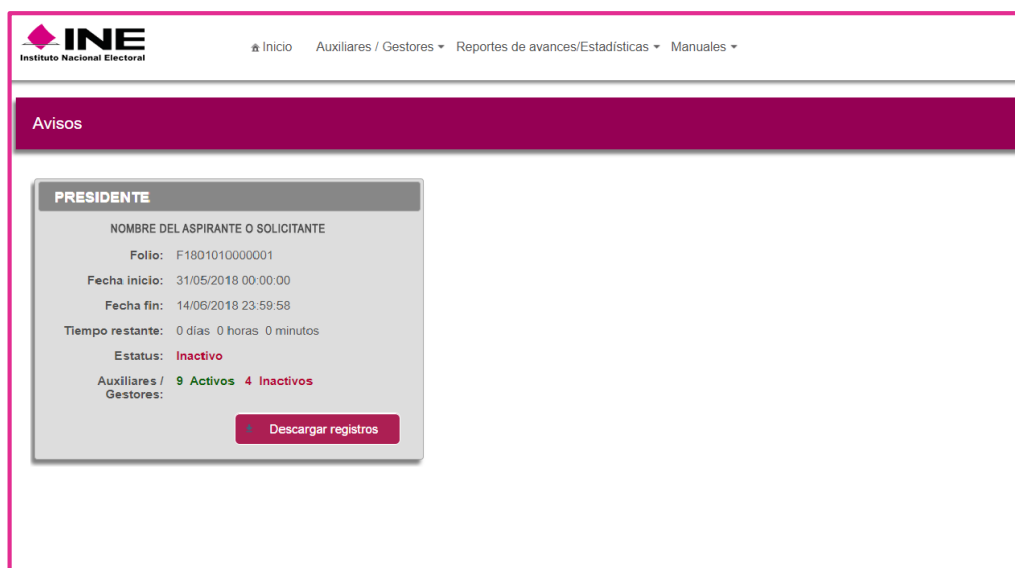 INE
Instituto Nacional Electoral
Inicio Auxiliares / Gestores Reportes de avances/Estadísticas Manuales
Avisos
PRESIDENTE
NOMBRE DEL ASPIRANTE O SOLICITANTE
Folio: F1801010000001
Fecha inicio: 31/05/2018 00:00:00
Fecha fin: 14/06/2018 23:59:58
Tiempo restante: 0 días 0 horas 0 minutos
Estatus: Inactivo
Auxiliares / 9 Activos 4 Inactivos
Gestores:
Descargar registros